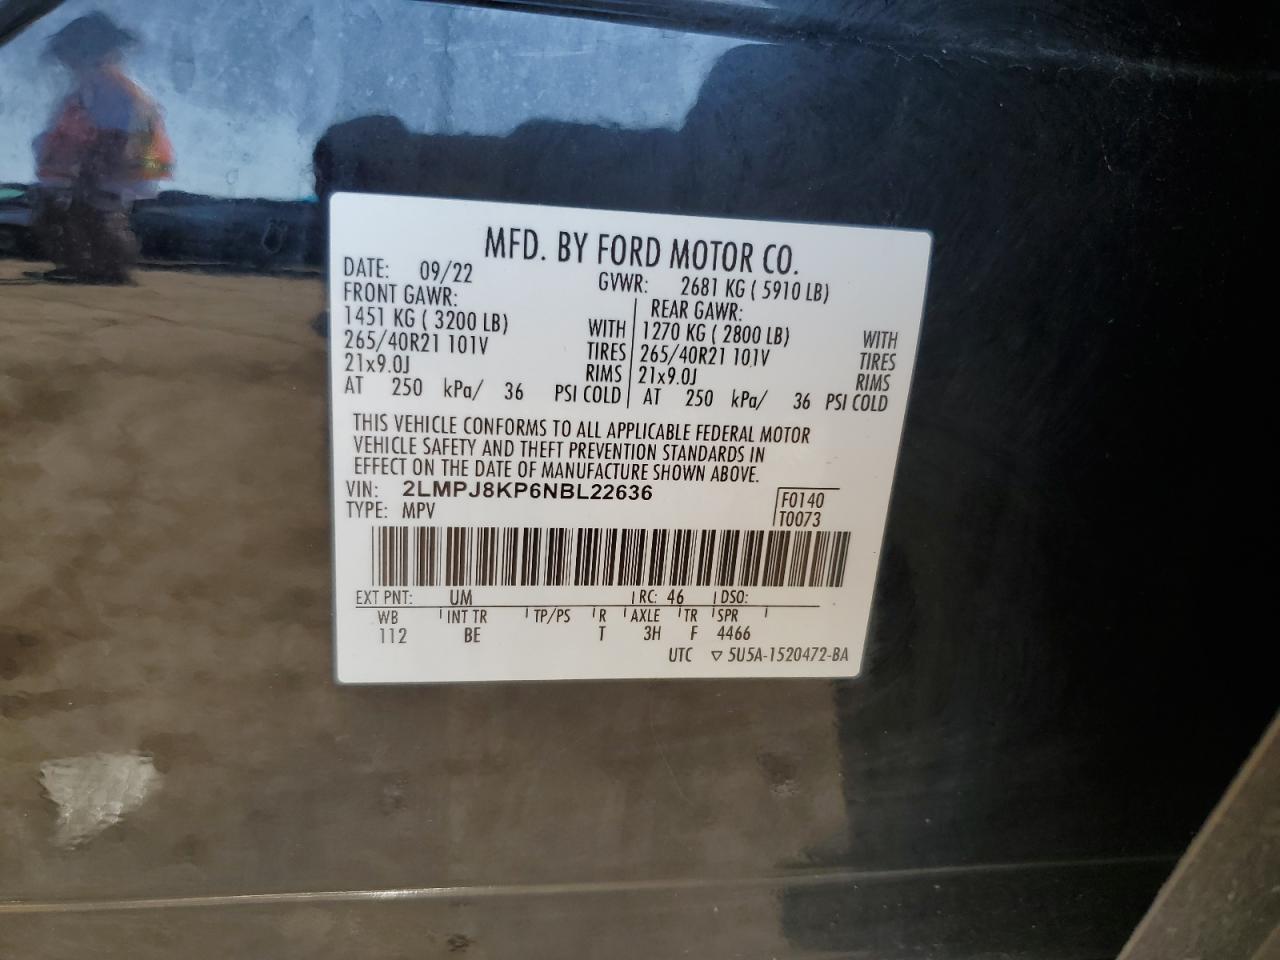 MFD. BY FORD MOTOR CO.
DATE: 09/22 GVWR: 2681 KG ( 5910 LB)
FRONT GAWR: REAR GAWR:
1451 KG ( 3200 LB) WITH 1270 KG ( 2800 LB) WITH
265/40R21 101V TIRES 265/40R21 101V TIRES
21x9.0J RIMS 21x9.0J RIMS
AT 250 kPa/ 36 PSI COLD AT 250 kPa/ 36 PSI COLD
THIS VEHICLE CONFORMS TO ALL APPLICABLE FEDERAL MOTOR
VEHICLE SAFETY AND THEFT PREVENTION STANDARDS IN
EFFECT ON THE DATE OF MANUFACTURE SHOWN ABOVE.
VIN: 2LMPJ8KP6NBL22636 F0140
TYPE: MPV T0073
EXT PNT: UM RC: 46 DSO:
WB INT TR TP/PS R AXLE TR SPR
112 BE T 3H F 4466
UTC ▽ 5U5A-1520472-BA